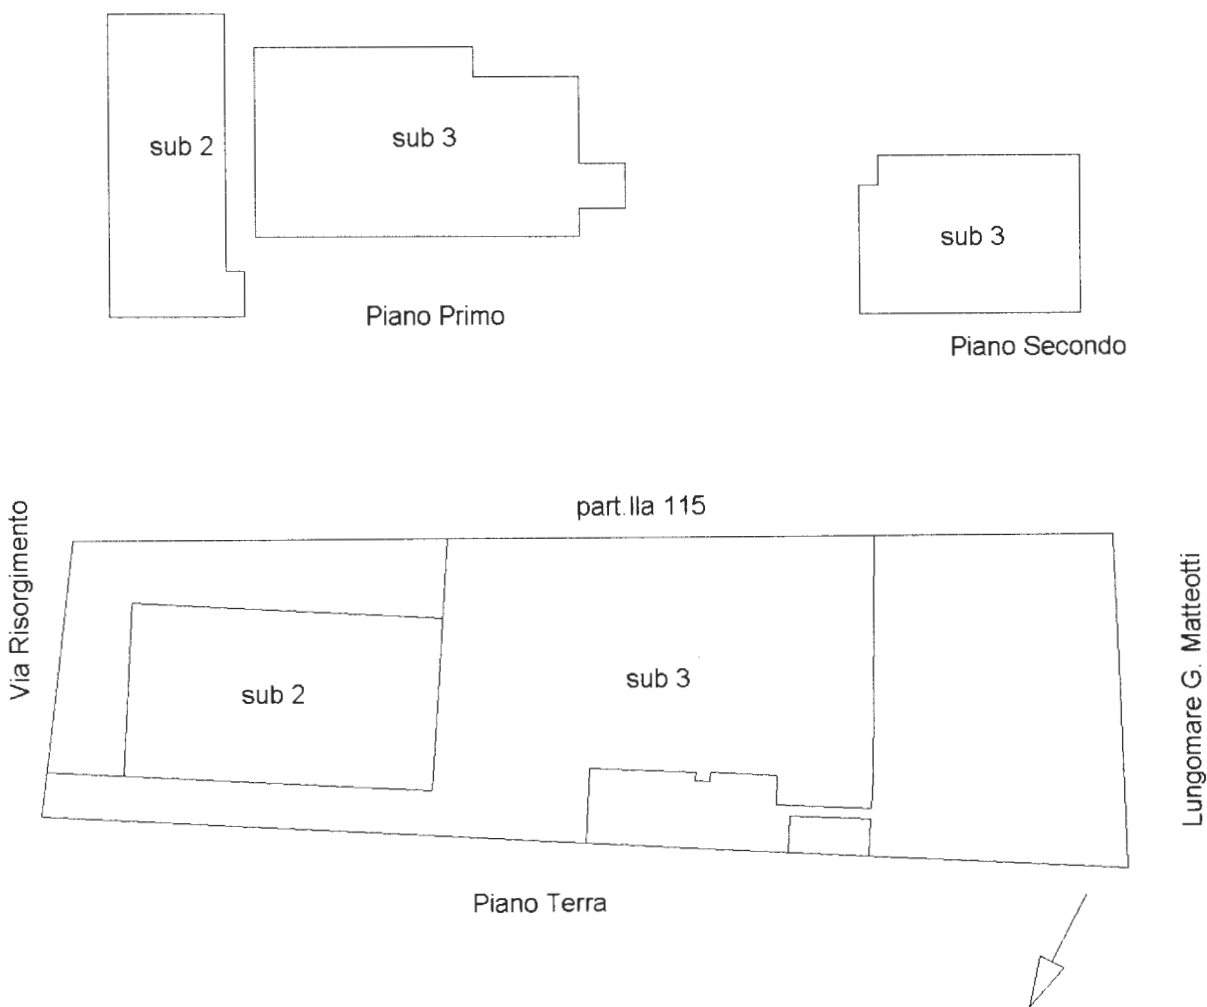 sub 2
sub 3
sub 3
Piano Primo
Piano Secondo
part.lla 115
Via Risorgimento
Lungomare G. Matteotti
sub 2
sub 3
Piano Terra